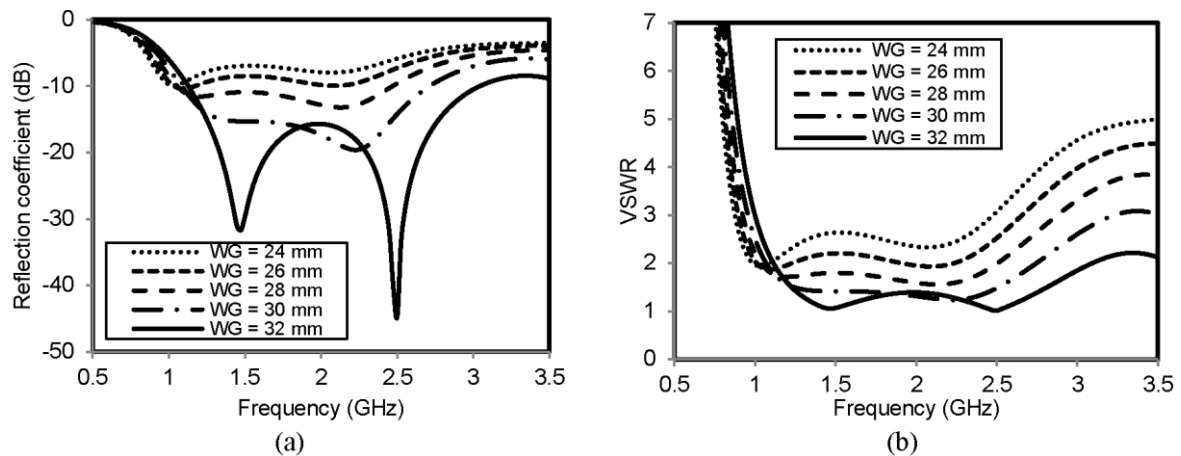 0
-10
-20
-30
-40
-50
Reflection coefficient (dB)
WG = 24 mm
WG = 26 mm
WG = 28 mm
WG = 30 mm
WG = 32 mm
0.5 1 1.5 2 2.5 3 3.5
Frequency (GHz)
(a)
7
6
5
4
3
2
1
0
VSWR
WG = 24 mm
WG = 26 mm
WG = 28 mm
WG = 30 mm
WG = 32 mm
0.5 1 1.5 2 2.5 3 3.5
Frequency (GHz)
(b)